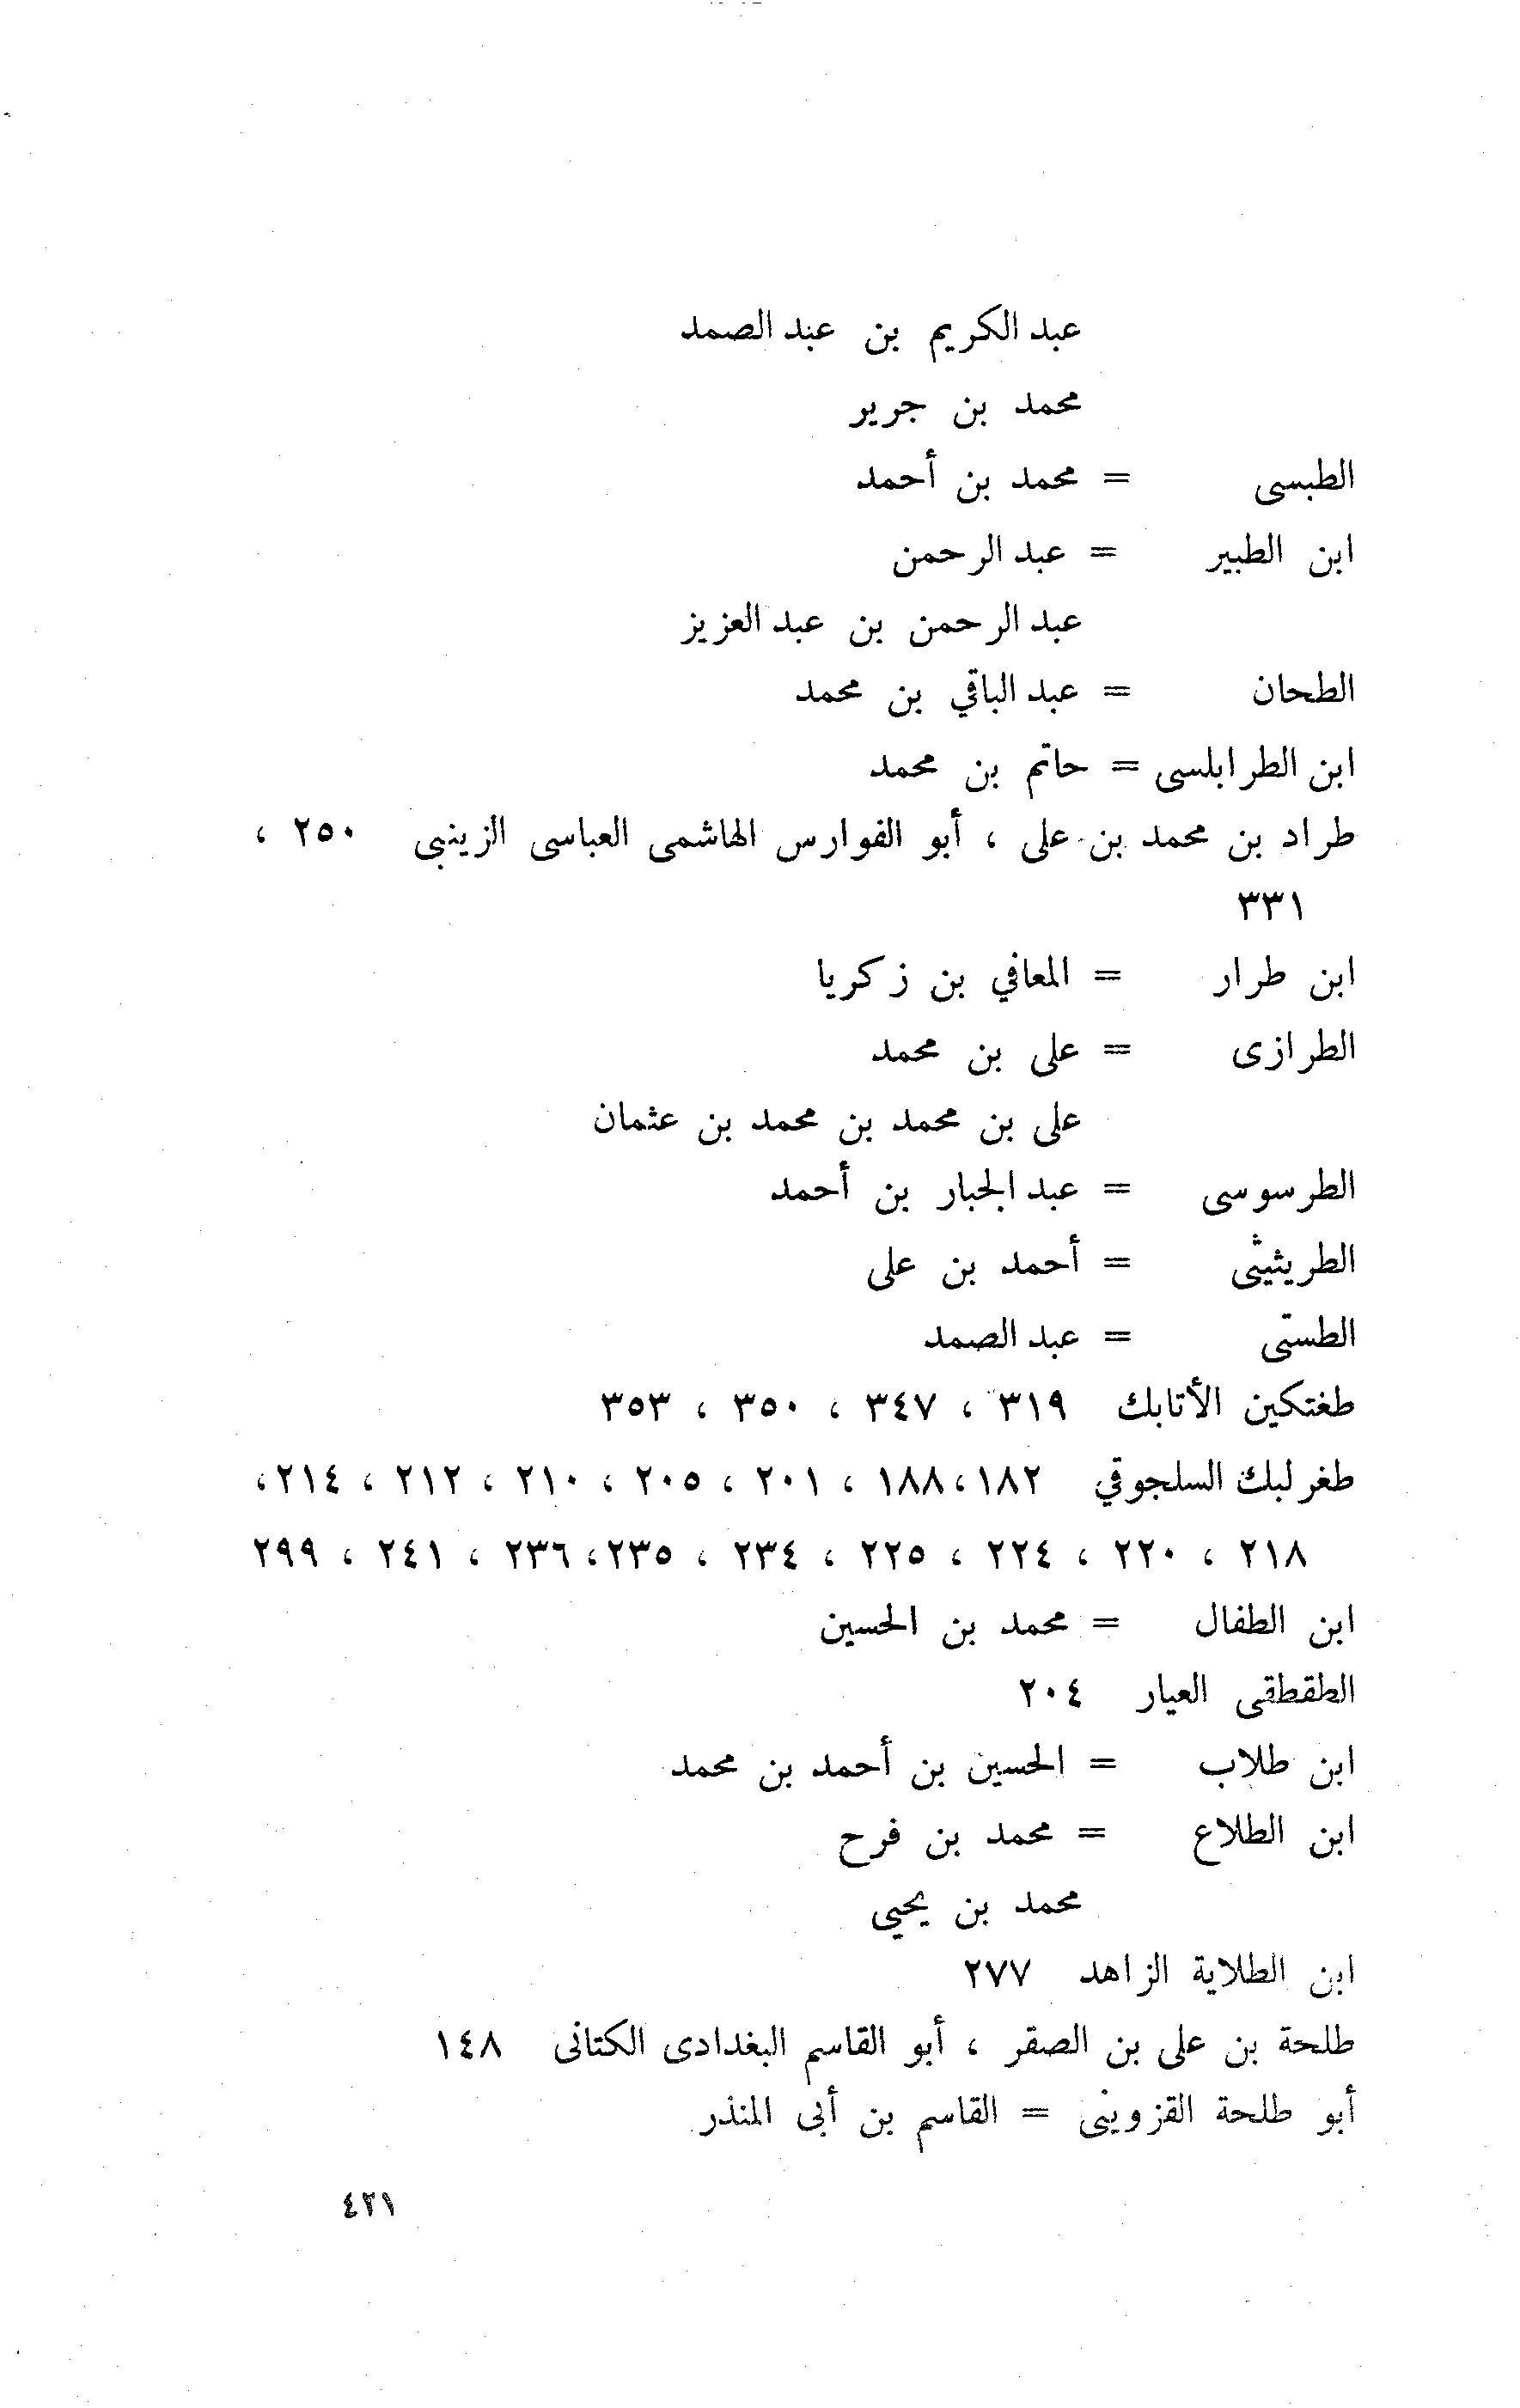 عبد الكريم بن عبد الصمد
محمد بن جرير
الطبسى = محمد بن أحمد
ابن الطبير = عبد الرحمن
عبد الرحمن بن عبد العزيز
الطحان = عبد الباقي بن محمد
ابن الطرابلسى = حاتم بن محمد
طراد بن محمد بن على ، أبو الفوارس الهاشمى العباسى الزينبى ٢٥٠ ،
٣٣١
ابن طرار = المعافي بن زكريا
الطرازى = على بن محمد
على بن محمد بن محمد بن عثمان
الطرسوسى = عبد الجبار بن أحمد
الطريثيثى = أحمد بن على
الطستى = عبد الصمد
طغتكين الأتابك ٣١٩ ، ٣٤٧ ، ٣٥٠ ، ٣٥٣
طغرلبك السلجوقي ١٨٢ ، ١٨٨ ، ٢٠١ ، ٢٠٥ ، ٢١٠ ، ٢١٢ ، ٢١٤ ،
٢١٨ ، ٢٢٠ ، ٢٢٤ ، ٢٢٥ ، ٢٣٤ ، ٢٣٥ ، ٢٣٦ ، ٢٤١ ، ٢٩٩
ابن الطفال = محمد بن الحسين
الطقطقى العيار ٢٠٤
ابن طلاب = الحسين بن أحمد بن محمد
ابن الطلاع = محمد بن فرح
محمد بن يحيى
ابن الطلاية الزاهد ٢٧٧
طلحة بن على بن الصقر ، أبو القاسم البغدادى الكتانى ١٤٨
أبو طلحة القزوينى = القاسم بن أبى المنذر
٤٢١